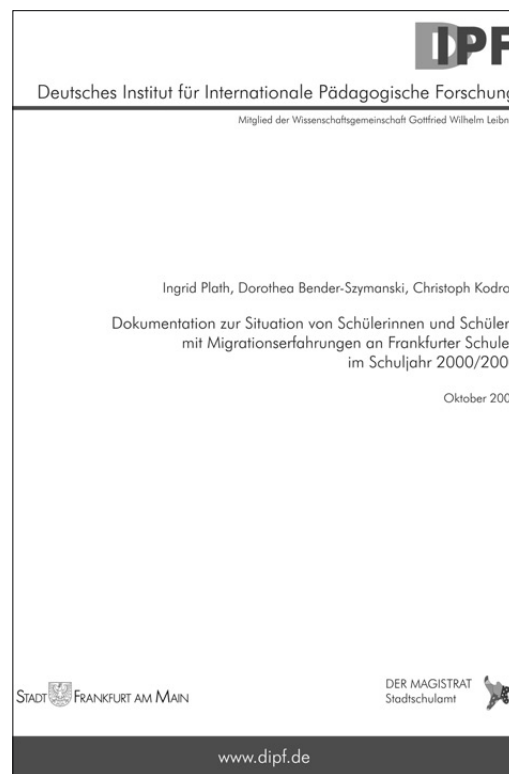 DIPF
Deutsches Institut für Internationale Pädagogische Forschung
Mitglied der Wissenschaftsgemeinschaft Gottfried Wilhelm Leibn
Ingrid Plath, Dorothea Bender-Szymanski, Christoph Kodro
Dokumentation zur Situation von Schülerinnen und Schüler
mit Migrationserfahrungen an Frankfurter Schule
im Schuljahr 2000/200
Oktober 200
STADT FRANKFURT AM MAIN
DER MAGISTRAT
Stadtschulamt
www.dipf.de